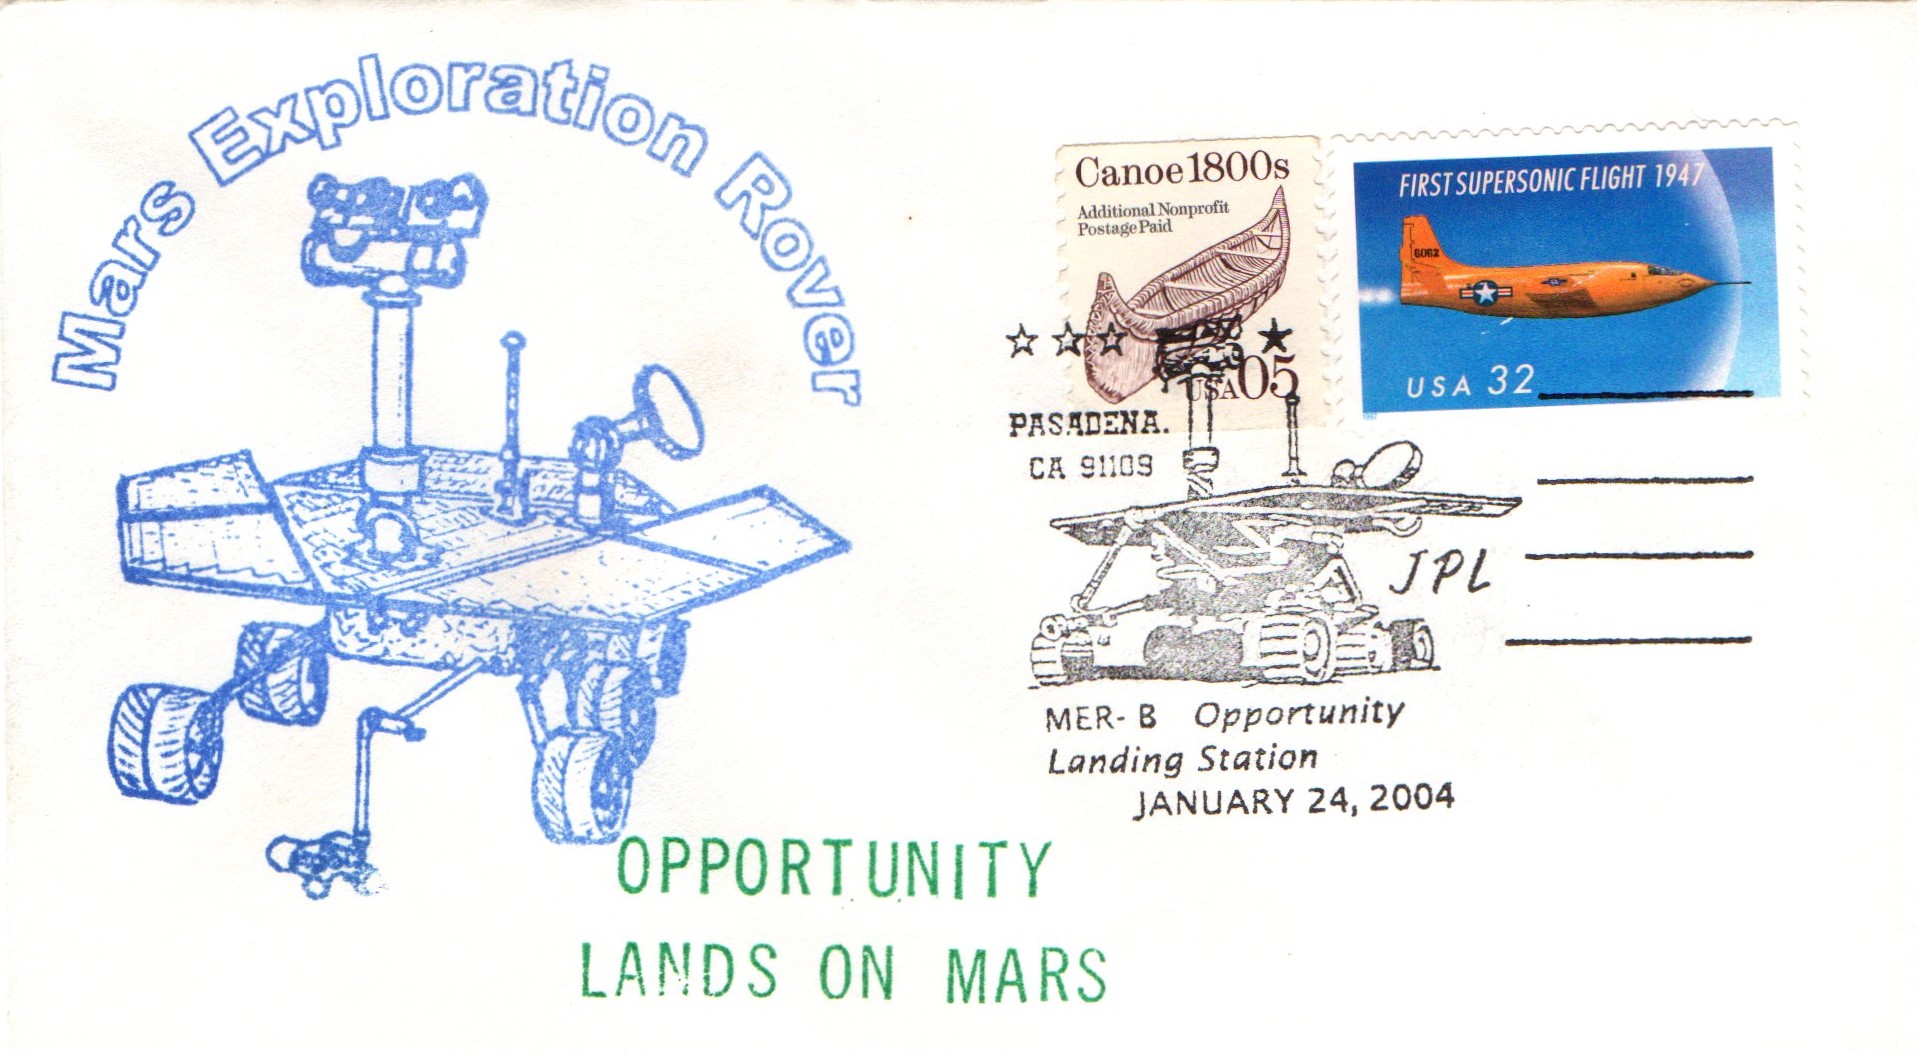 Mars Exploration Rover
Canoe 1800s
Additional Nonprofit
Postage Paid
USA 05
FIRST SUPERSONIC FLIGHT 1947
6062
USA 32
PASADENA.
CA 91109
JPL
MER-B Opportunity
Landing Station
JANUARY 24, 2004
OPPORTUNITY
LANDS ON MARS